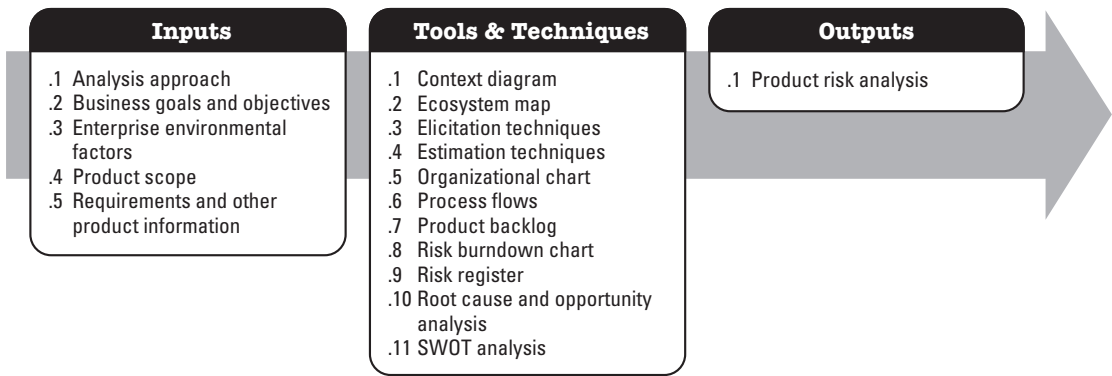 Inputs
.1 Analysis approach
.2 Business goals and objectives
.3 Enterprise environmental
factors
.4 Product scope
.5 Requirements and other
product information
Tools & Techniques
.1 Context diagram
.2 Ecosystem map
.3 Elicitation techniques
.4 Estimation techniques
.5 Organizational chart
.6 Process flows
.7 Product backlog
.8 Risk burndown chart
.9 Risk register
.10 Root cause and opportunity
analysis
.11 SWOT analysis
Outputs
.1 Product risk analysis